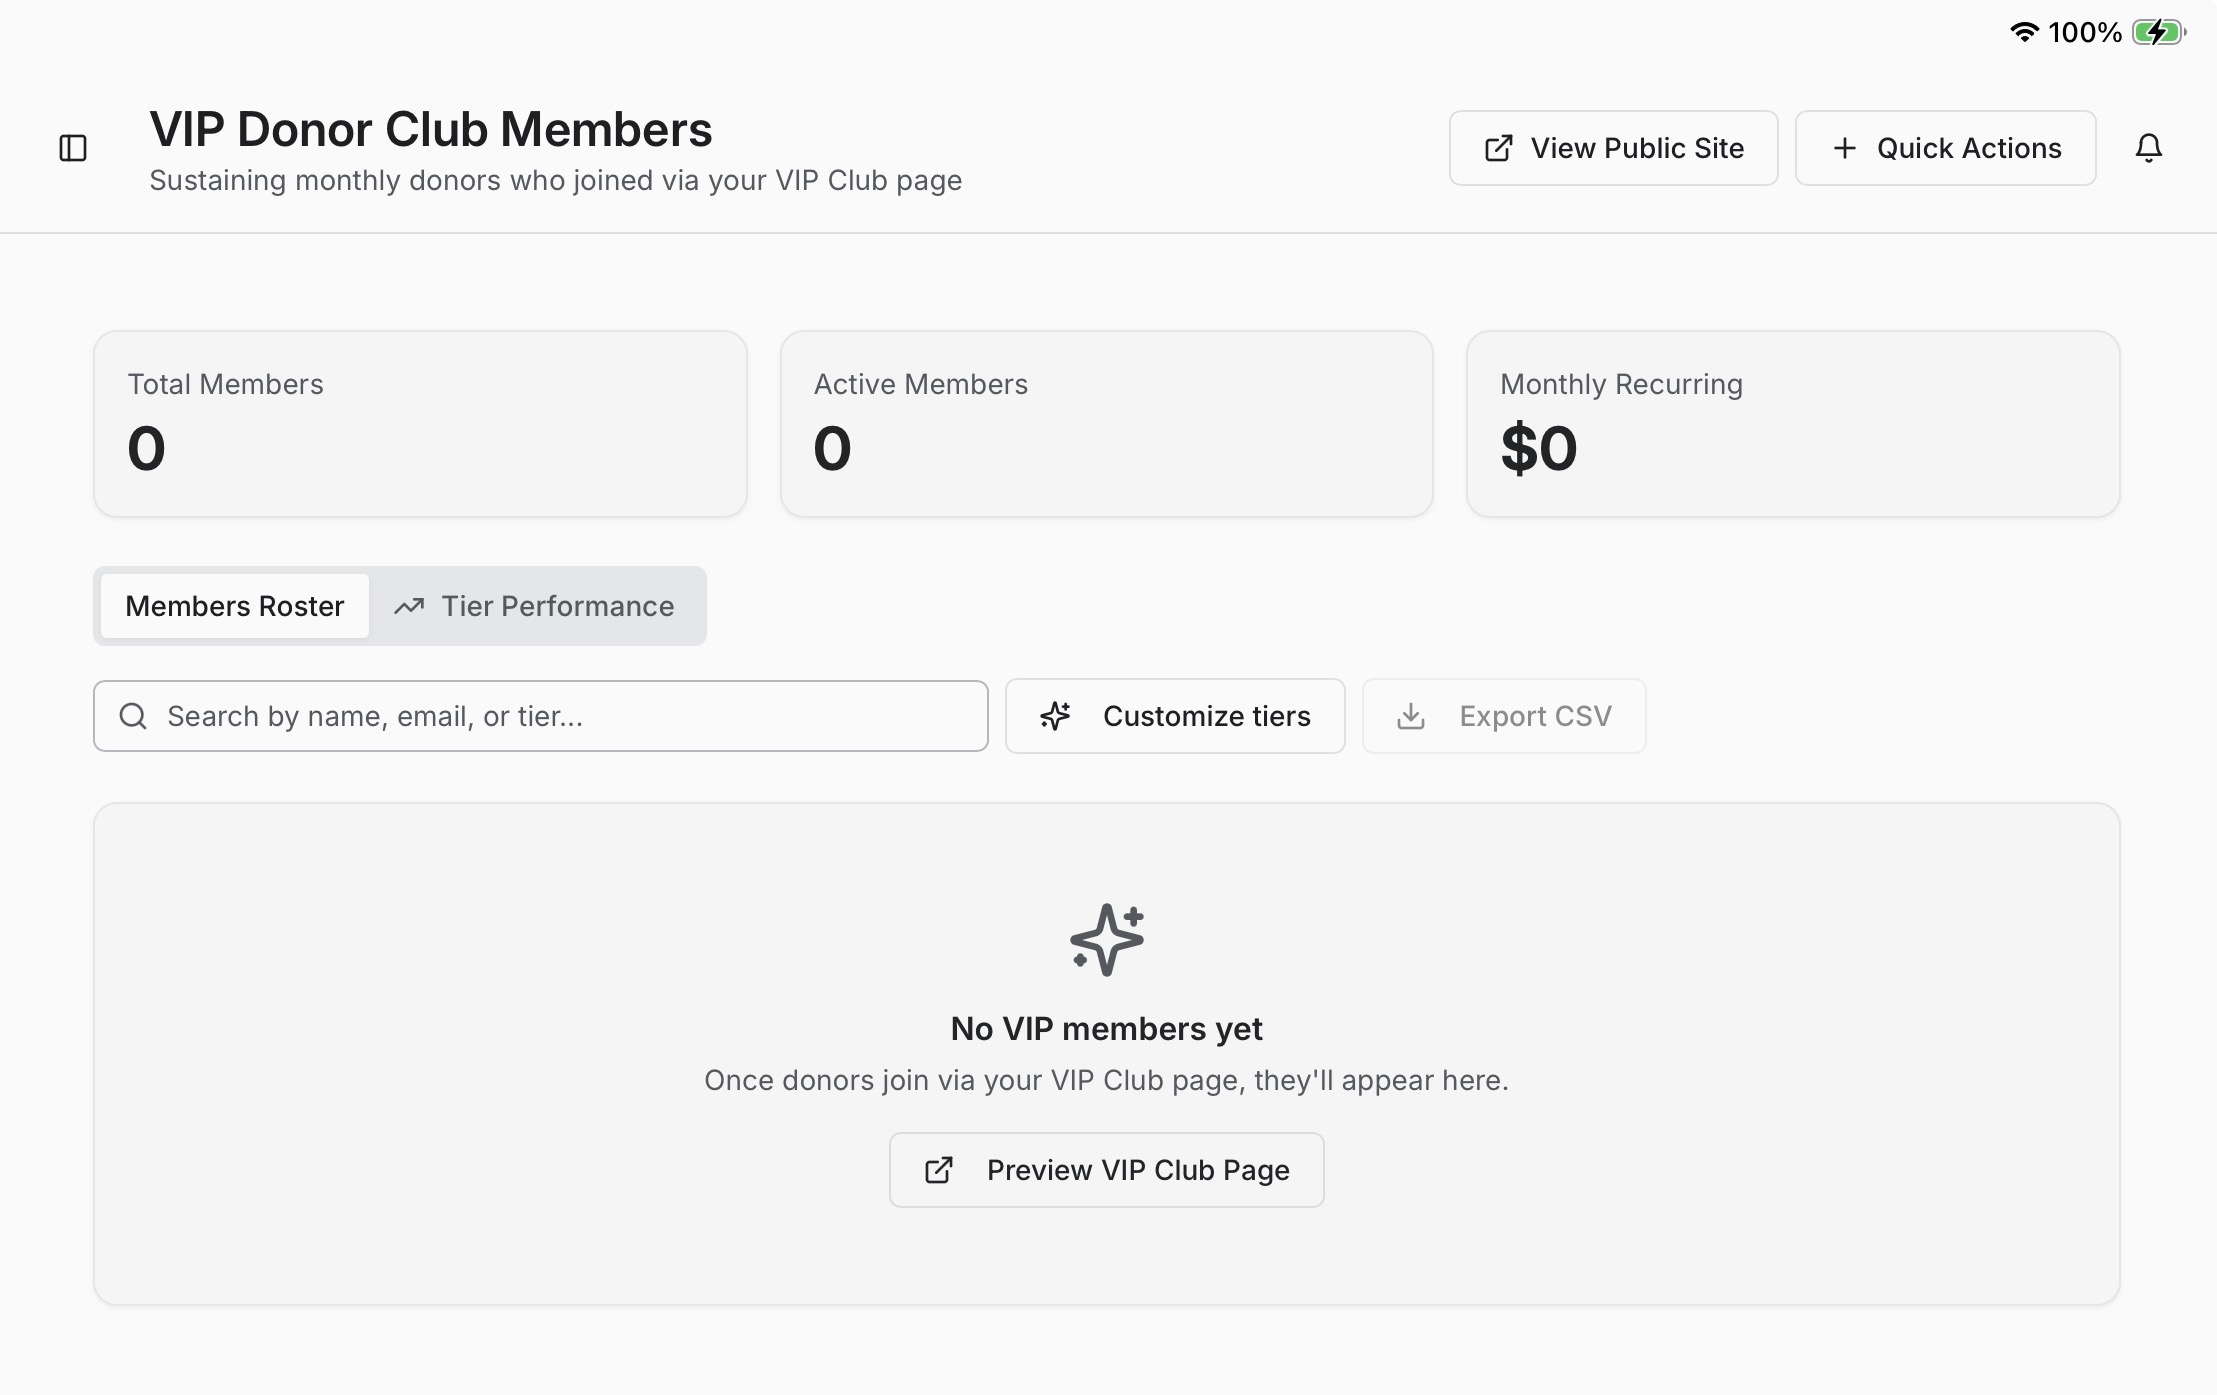 100%
VIP Donor Club Members
Sustaining monthly donors who joined via your VIP Club page
View Public Site
Quick Actions
Total Members
0
Active Members
0
Monthly Recurring
$0
Members Roster
Tier Performance
Search by name, email, or tier...
Customize tiers
Export CSV
No VIP members yet
Once donors join via your VIP Club page, they'll appear here.
Preview VIP Club Page